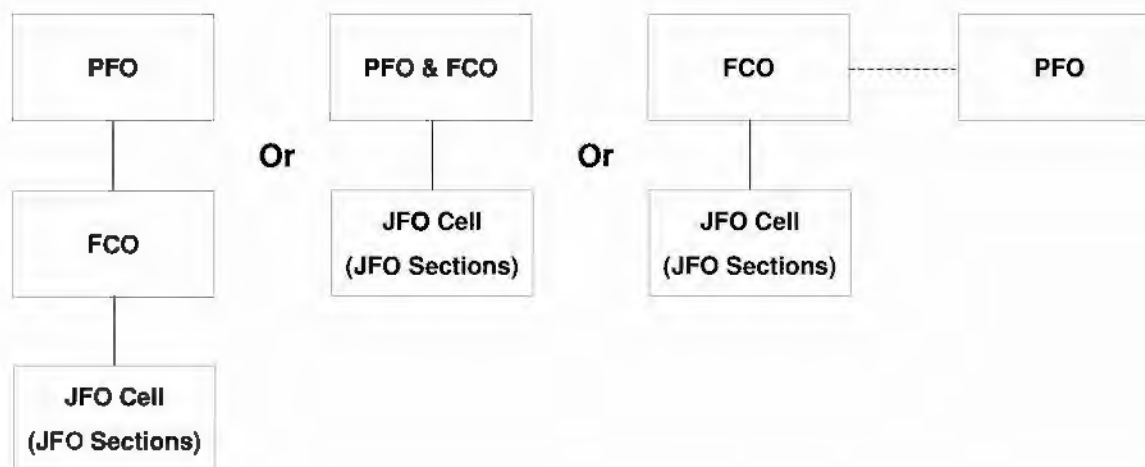 PFO
FCO
JFO Cell
(JFO Sections)
Or
PFO & FCO
JFO Cell
(JFO Sections)
Or
FCO
PFO
JFO Cell
(JFO Sections)